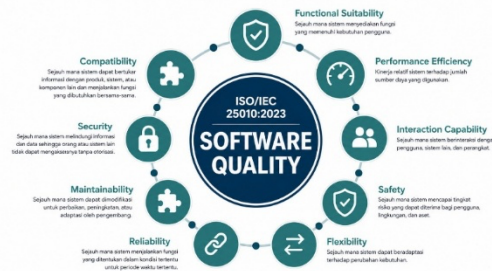 Functional Suitability
Sejauh mana sistem menyediakan fungsi
yang memenuhi kebutuhan pengguna.
Performance Efficiency
Kinerja relatif sistem terhadap jumlah
sumber daya yang digunakan.
Interaction Capability
Sejauh mana sistem berinteraksi dengan
pengguna, sistem lain, dan perangkat.
Safety
Sejauh mana sistem mencapai tingkat
risiko yang dapat diterima bagi pengguna,
lingkungan, dan aset.
Flexibility
Sejauh mana sistem dapat beradaptasi
terhadap perubahan kebutuhan.
Reliability
Sejauh mana sistem menjalankan fungsi
yang ditentukan dalam kondisi tertentu
untuk periode waktu tertentu.
Maintainability
Sejauh mana sistem dapat dimodifikasi
untuk perbaikan, peningkatan, atau
adaptasi oleh pengembang.
Security
Sejauh mana sistem melindungi informasi
dan data sehingga orang atau sistem lain
tidak dapat mengaksesnya tanpa otorisasi.
Compatibility
Sejauh mana sistem dapat bertukar
informasi dengan produk, sistem, atau
komponen lain dan menjalankan fungsi
yang dibutuhkan bersama-sama.
ISO/IEC
25010:2023
SOFTWARE
QUALITY